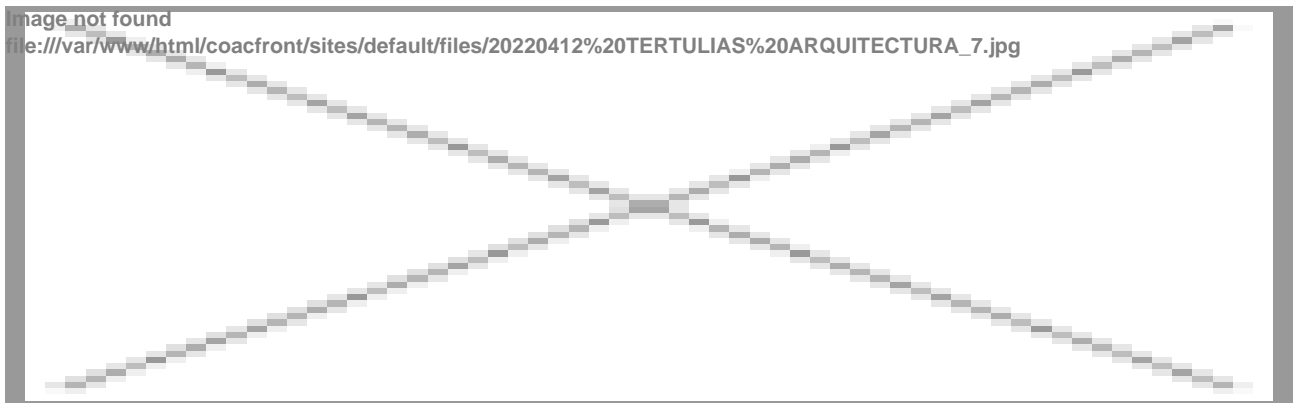 Image not found
file:///var/www/html/coacfront/sites/default/files/20220412%20TERTULIAS%20ARQUITECTURA_7.jpg